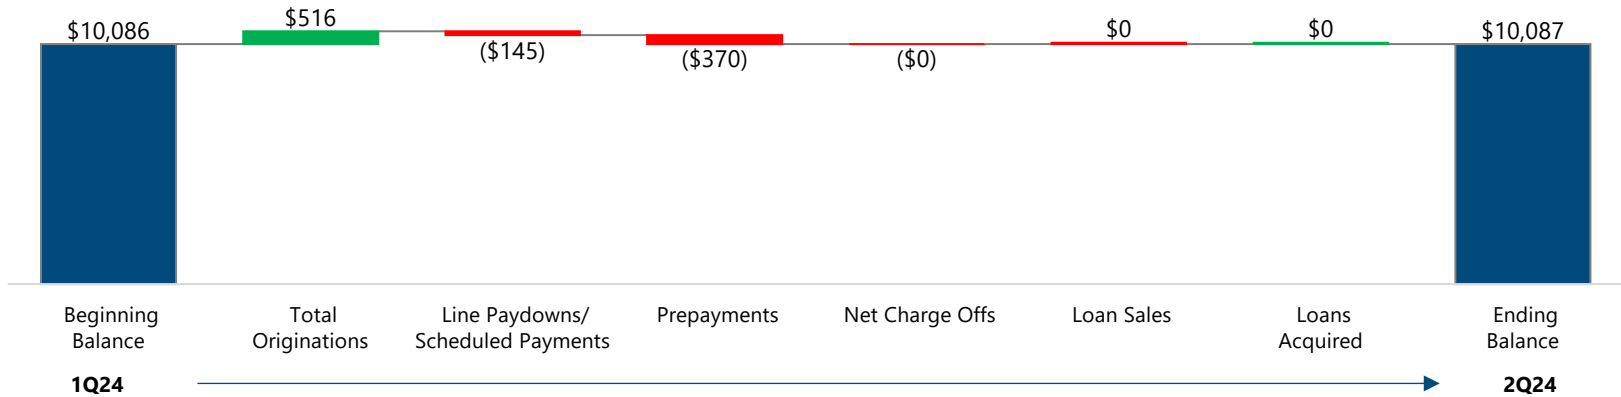 $10,086
$516
($145)
($370)
($0)
$0
$0
$10,087
Beginning
Balance
Total
Originations
Line Paydowns/
Scheduled Payments
Prepayments
Net Charge Offs
Loan Sales
Loans
Acquired
Ending
Balance
1Q24
2Q24